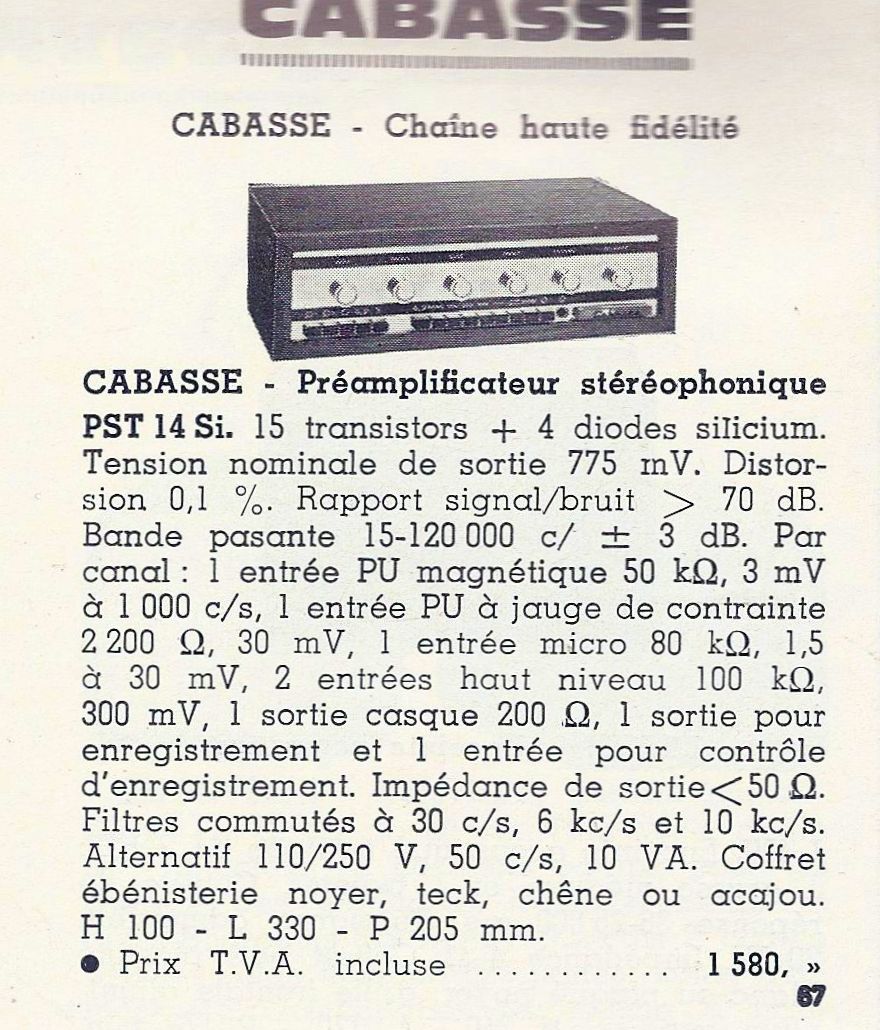 CABASSE
CABASSE - Chaîne haute fidélité
CABASSE - Préamplificateur stéréophonique
PST 14 Si. 15 transistors + 4 diodes silicium.
Tension nominale de sortie 775 mV. Distor-
sion 0,1 %. Rapport signal/bruit > 70 dB.
Bande pasante 15-120 000 c/ ± 3 dB. Par
canal : 1 entrée PU magnétique 50 kΩ, 3 mV
à 1 000 c/s, 1 entrée PU à jauge de contrainte
2 200 Ω, 30 mV, 1 entrée micro 80 kΩ, 1,5
à 30 mV, 2 entrées haut niveau 100 kΩ,
300 mV, 1 sortie casque 200 Ω, 1 sortie pour
enregistrement et 1 entrée pour contrôle
d'enregistrement. Impédance de sortie < 50 Ω.
Filtres commutés à 30 c/s, 6 kc/s et 10 kc/s.
Alternatif 110/250 V, 50 c/s, 10 VA. Coffret
ébénisterie noyer, teck, chêne ou acajou.
H 100 - L 330 - P 205 mm.
● Prix T.V.A. incluse ............ 1 580, »
67